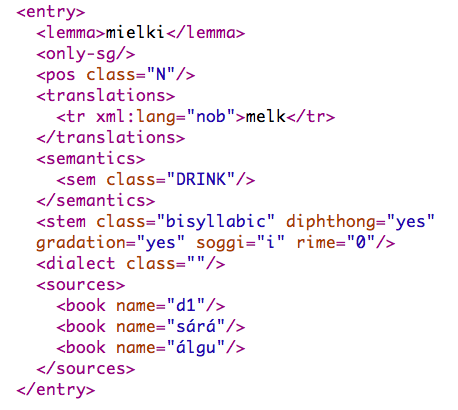 <entry>
<lemma>mielki</lemma>
<only-sg/>
<pos class="N"/>
<translations>
<tr xml:lang="nob">melk</tr>
</translations>
<semantics>
<sem class="DRINK"/>
</semantics>
<stem class="bisyllabic" diphthong="yes"
gradation="yes" soggi="i" rime="0"/>
<dialect class=""/>
<sources>
<book name="d1"/>
<book name="sárá"/>
<book name="álgu"/>
</sources>
</entry>